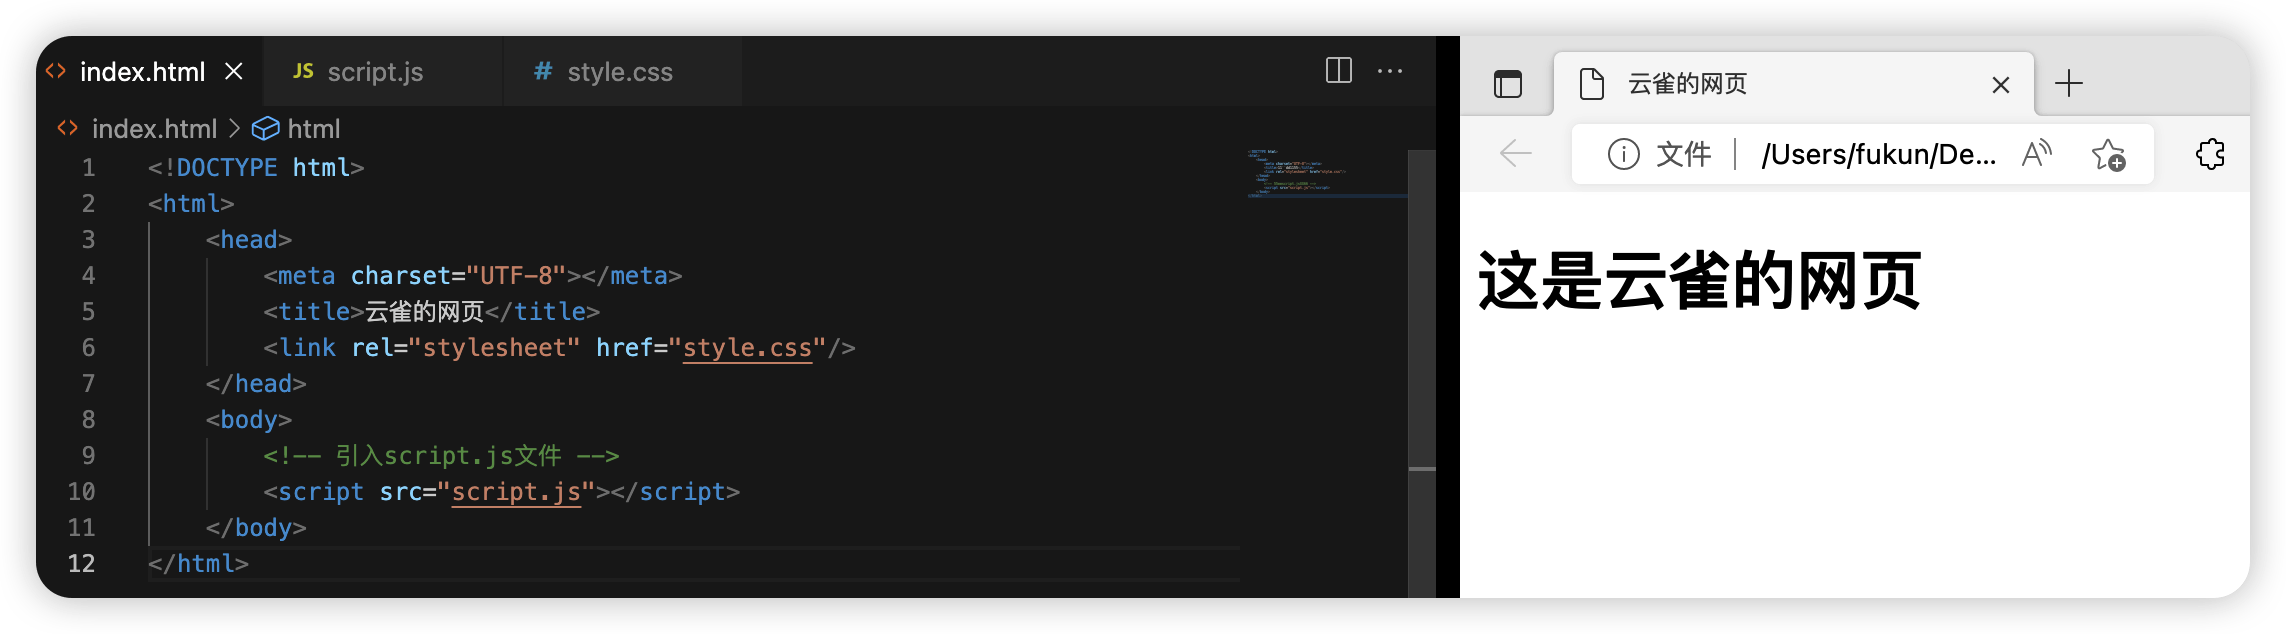 index.html
JS script.js
# style.css
index.html > html
1 <!DOCTYPE html>
2 <html>
3 <head>
4 <meta charset="UTF-8"></meta>
5 <title>云雀的网页</title>
6 <link rel="stylesheet" href="style.css"/>
7 </head>
8 <body>
9 <!-- 引入script.js文件 -->
10 <script src="script.js"></script>
11 </body>
12 </html>
云雀的网页
文件 /Users/fukun/De...
这是云雀的网页